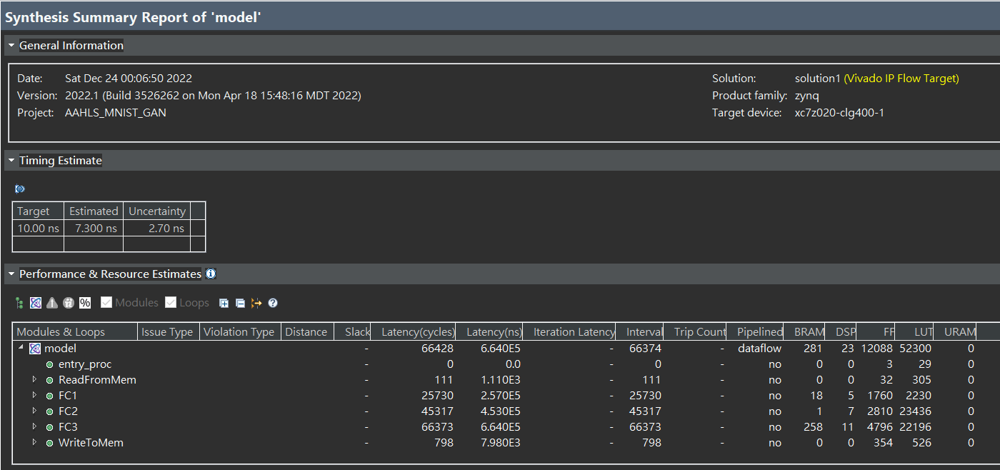 Synthesis Summary Report of 'model'
General Information
Date: Sat Dec 24 00:06:50 2022 Solution: solution1 (Vivado IP Flow Target)
Version: 2022.1 (Build 3526262 on Mon Apr 18 15:48:16 MDT 2022) Product family: zynq
Project: AAHLS_MNIST_GAN Target device: xc7z020-clg400-1
Timing Estimate
Target Estimated Uncertainty
10.00 ns 7.300 ns 2.70 ns
Performance & Resource Estimates
% Modules Loops
Modules & Loops Issue Type Violation Type Distance Slack Latency(cycles) Latency(ns) Iteration Latency Interval Trip Count Pipelined BRAM DSP FF LUT URAM
model - 66428 6.640E5 - 66374 - dataflow 281 23 12088 52300 0
entry_proc - 0 0.0 - 0 - no 0 0 3 29 0
ReadFromMem - 111 1.110E3 - 111 - no 0 0 32 305 0
FC1 - 25730 2.570E5 - 25730 - no 18 5 1760 2230 0
FC2 - 45317 4.530E5 - 45317 - no 1 7 2810 23436 0
FC3 - 66373 6.640E5 - 66373 - no 258 11 4796 22196 0
WriteToMem - 798 7.980E3 - 798 - no 0 0 354 526 0